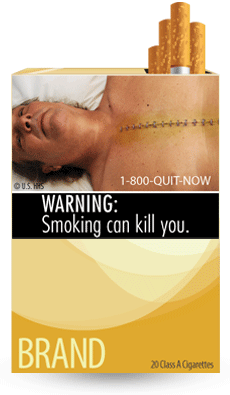 1-800-QUIT-NOW
© U.S. HHS
WARNING:
Smoking can kill you.
BRAND
20 Class A Cigarettes